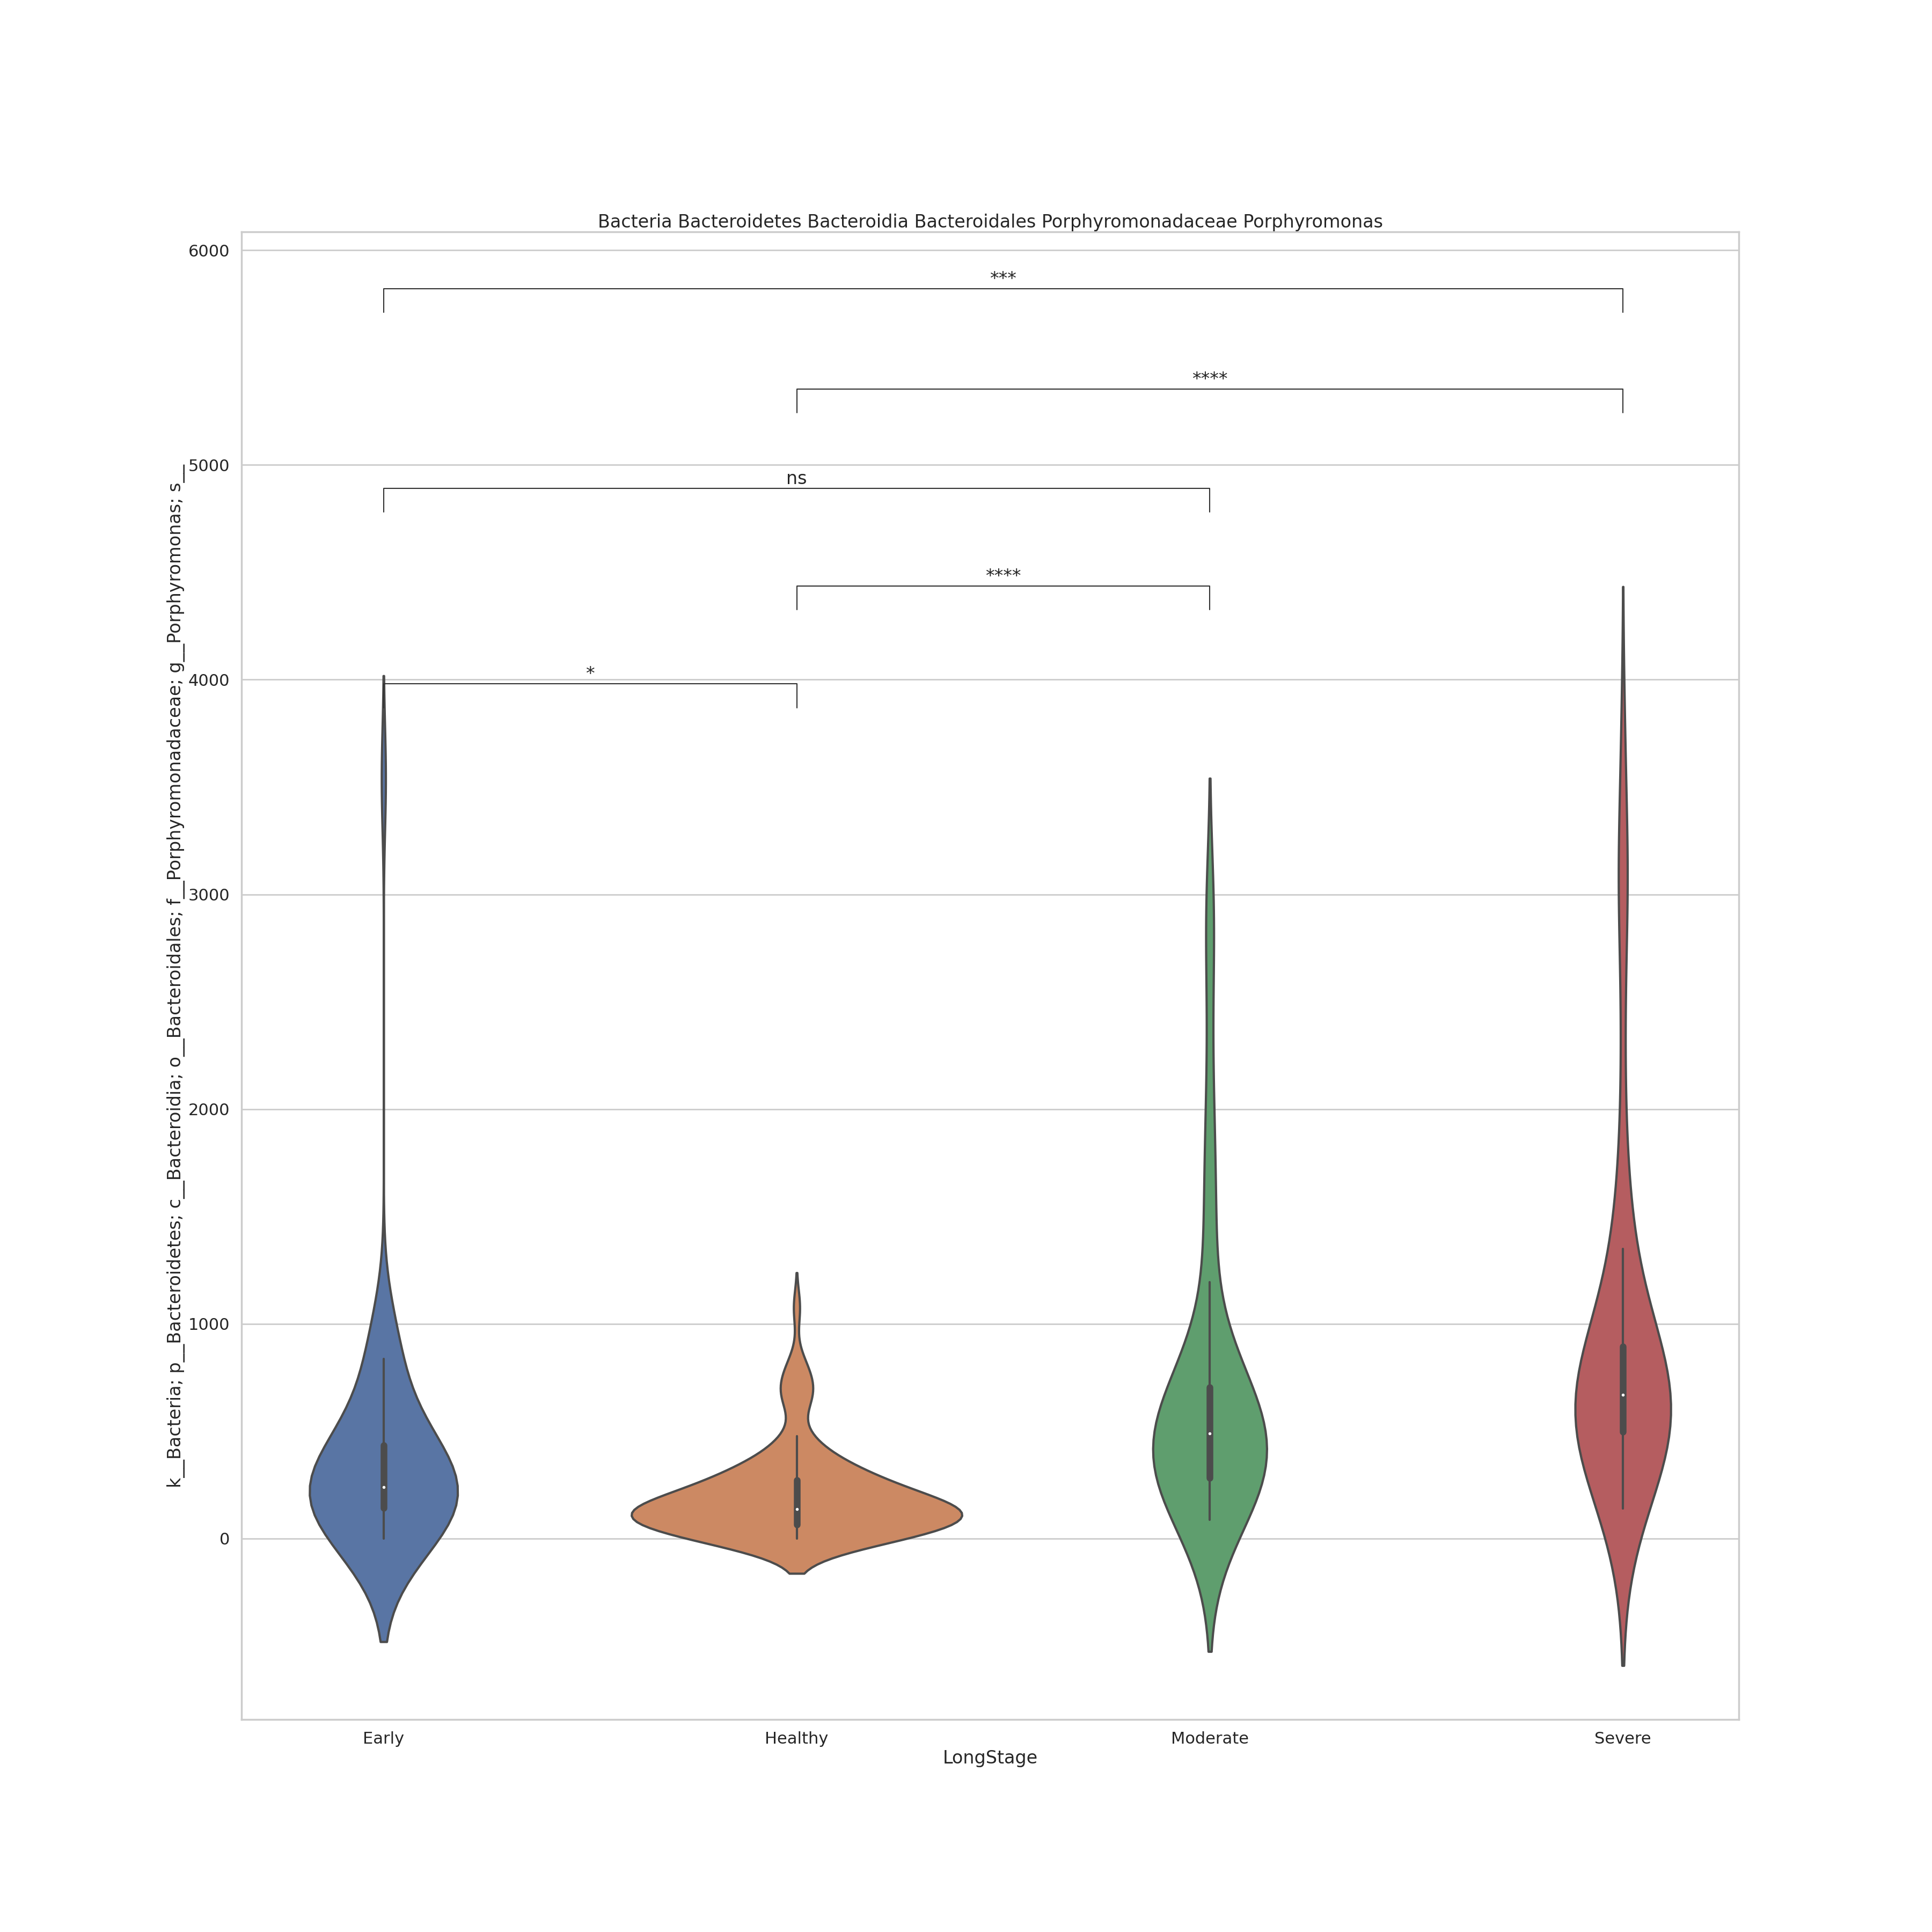 Bacteria Bacteroidetes Bacteroidia Bacteroidales Porphyromonadaceae Porphyromonas
k__Bacteria; p__Bacteroidetes; c__Bacteroidia; o__Bacteroidales; f__Porphyromonadaceae; g__Porphyromonas; s__
6000
5000
4000
3000
2000
1000
0
***
****
ns
****
*
Early Healthy Moderate Severe
LongStage